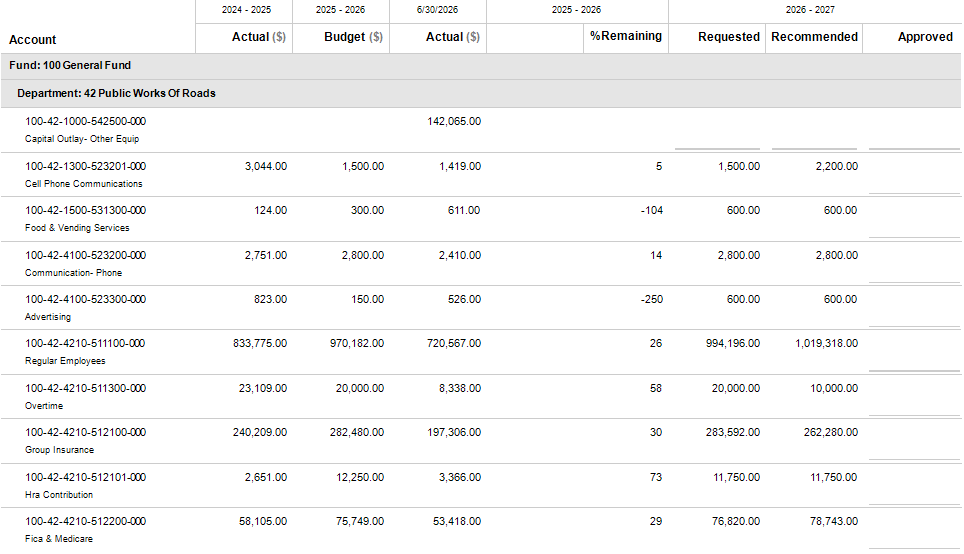 2024 - 2025 2025 - 2026 6/30/2026 2025 - 2026 2026 - 2027
Account Actual ($) Budget ($) Actual ($) %Remaining Requested Recommended Approved
Fund: 100 General Fund
Department: 42 Public Works Of Roads
100-42-1000-542500-000 142,065.00
Capital Outlay- Other Equip
100-42-1300-523201-000 3,044.00 1,500.00 1,419.00 5 1,500.00 2,200.00
Cell Phone Communications
100-42-1500-531300-000 124.00 300.00 611.00 -104 600.00 600.00
Food & Vending Services
100-42-4100-523200-000 2,751.00 2,800.00 2,410.00 14 2,800.00 2,800.00
Communication- Phone
100-42-4100-523300-000 823.00 150.00 526.00 -250 600.00 600.00
Advertising
100-42-4210-511100-000 833,775.00 970,182.00 720,567.00 26 994,196.00 1,019,318.00
Regular Employees
100-42-4210-511300-000 23,109.00 20,000.00 8,338.00 58 20,000.00 10,000.00
Overtime
100-42-4210-512100-000 240,209.00 282,480.00 197,306.00 30 283,592.00 262,280.00
Group Insurance
100-42-4210-512101-000 2,651.00 12,250.00 3,366.00 73 11,750.00 11,750.00
Hra Contribution
100-42-4210-512200-000 58,105.00 75,749.00 53,418.00 29 76,820.00 78,743.00
Fica & Medicare